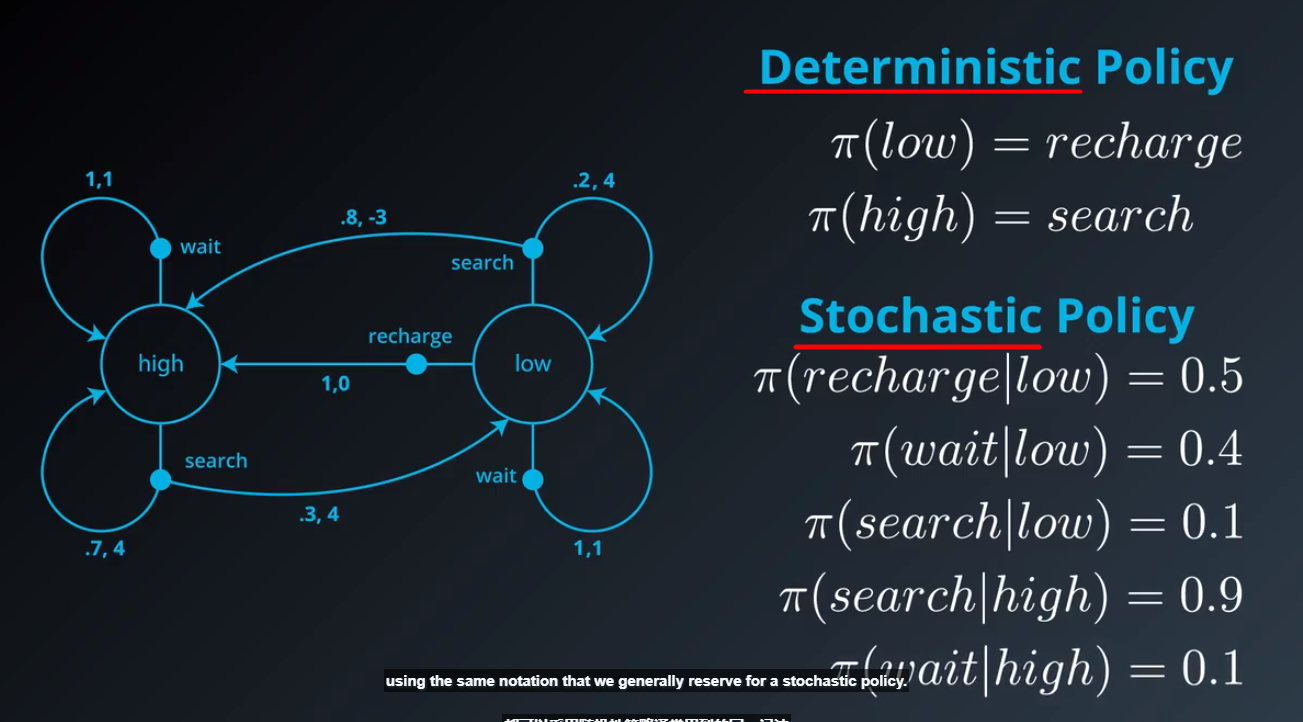 Deterministic Policy
π(low) = recharge
π(high) = search
Stochastic Policy
π(recharge|low) = 0.5
π(wait|low) = 0.4
π(search|low) = 0.1
π(search|high) = 0.9
π(wait|high) = 0.1
1,1
wait
.8, -3
.2, 4
search
recharge
high
low
1,0
search
wait
.3, 4
.7, 4
1,1
using the same notation that we generally reserve for a stochastic policy.